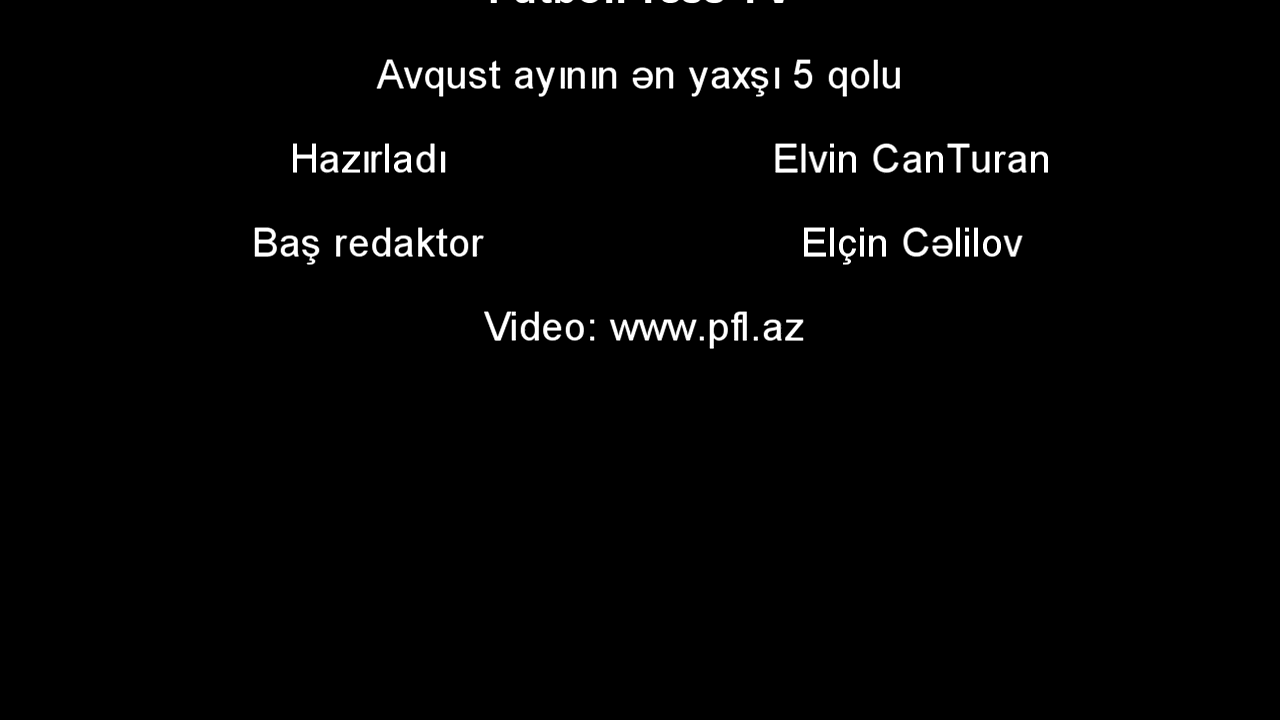 Avqust ayının ən yaxşı 5 qolu
Hazırladı Elvin CanTuran
Baş redaktor Elçin Cəlilov
Video: www.pfl.az